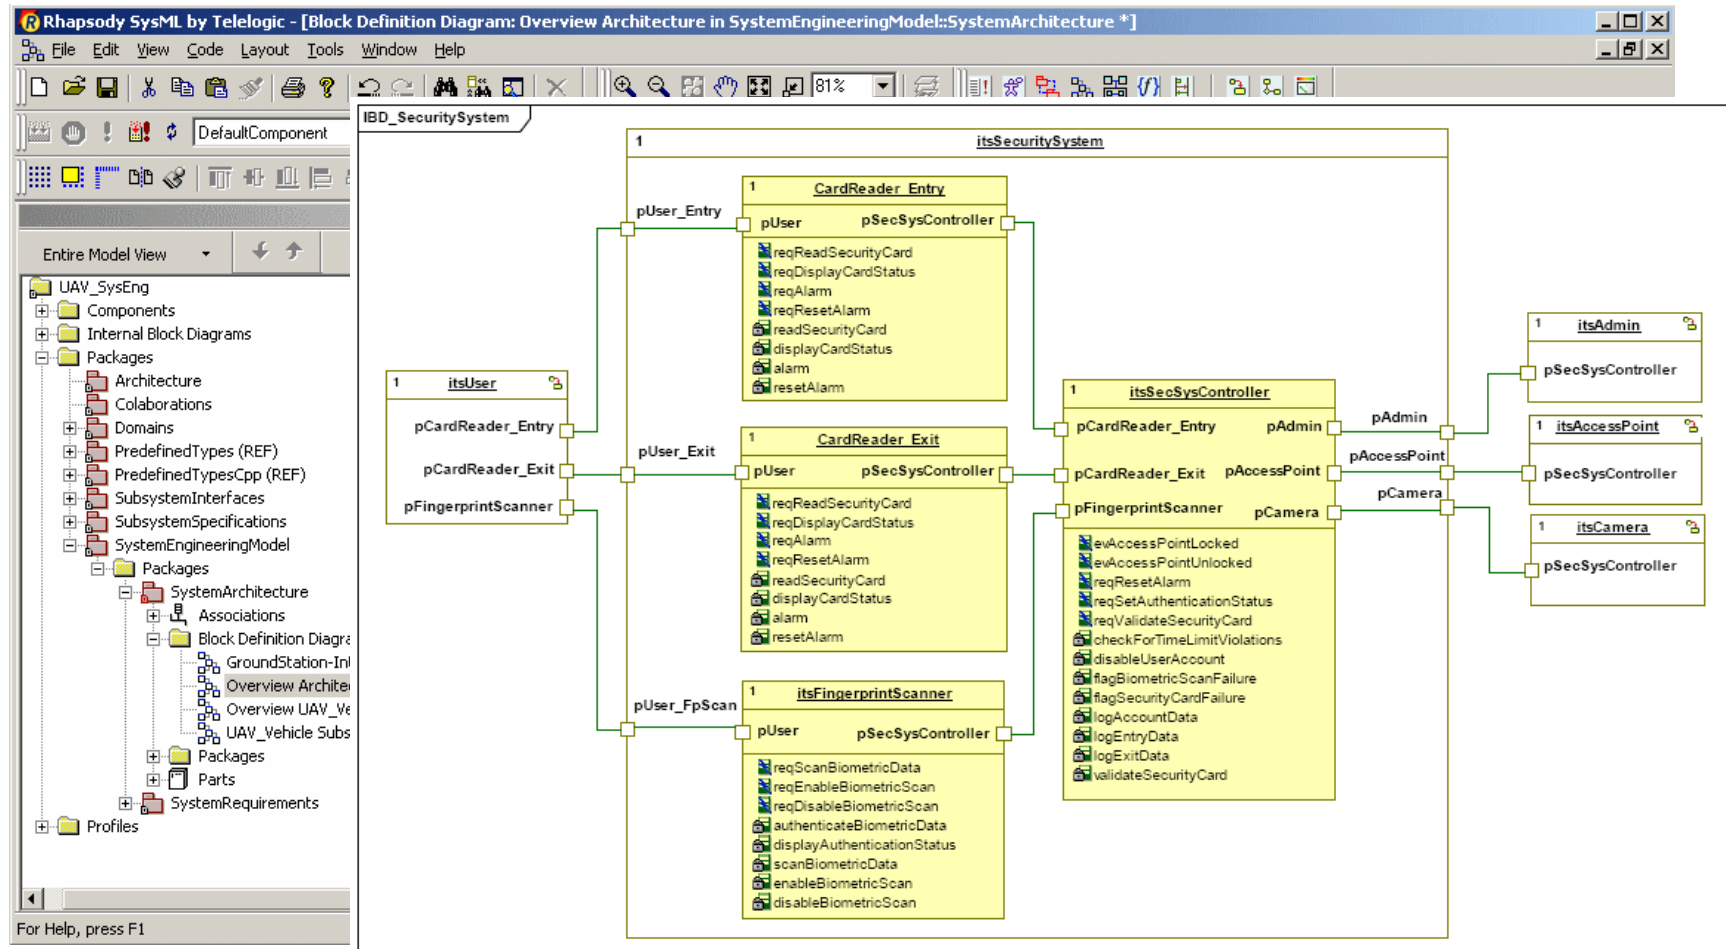 Rhapsody SysML by Telelogic - [Block Definition Diagram: Overview Architecture in SystemEngineeringModel::SystemArchitecture *]
File Edit View Code Layout Tools Window Help
81%
DefaultComponent
Entire Model View
UAV_SysEng
Components
Internal Block Diagrams
Packages
Architecture
Colaborations
Domains
PredefinedTypes (REF)
PredefinedTypesCpp (REF)
SubsystemInterfaces
SubsystemSpecifications
SystemEngineeringModel
Packages
SystemArchitecture
Associations
Block Definition Diagra
GroundStation-Int
Overview Archite
Overview UAV_Ve
UAV_Vehicle Subs
Packages
Parts
SystemRequirements
Profiles
For Help, press F1
IBD_SecuritySystem
1 itsSecuritySystem
1 itsUser
pCardReader_Entry
pCardReader_Exit
pFingerprintScanner
pUser_Entry
pUser_Exit
pUser_FpScan
1 CardReader_Entry
pUser pSecSysController
reqReadSecurityCard
reqDisplayCardStatus
reqAlarm
reqResetAlarm
readSecurityCard
displayCardStatus
alarm
resetAlarm
1 CardReader_Exit
pUser pSecSysController
reqReadSecurityCard
reqDisplayCardStatus
reqAlarm
reqResetAlarm
readSecurityCard
displayCardStatus
alarm
resetAlarm
1 itsFingerprintScanner
pUser pSecSysController
reqScanBiometricData
reqEnableBiometricScan
reqDisableBiometricScan
authenticateBiometricData
displayAuthenticationStatus
scanBiometricData
enableBiometricScan
disableBiometricScan
1 itsSecSysController
pCardReader_Entry pAdmin
pCardReader_Exit pAccessPoint
pFingerprintScanner pCamera
evAccessPointLocked
evAccessPointUnlocked
reqResetAlarm
reqSetAuthenticationStatus
reqValidateSecurityCard
checkForTimeLimitViolations
disableUserAccount
flagBiometricScanFailure
flagSecurityCardFailure
logAccountData
logEntryData
logExitData
validateSecurityCard
pAdmin
pAccessPoint
pCamera
1 itsAdmin
pSecSysController
1 itsAccessPoint
pSecSysController
1 itsCamera
pSecSysController